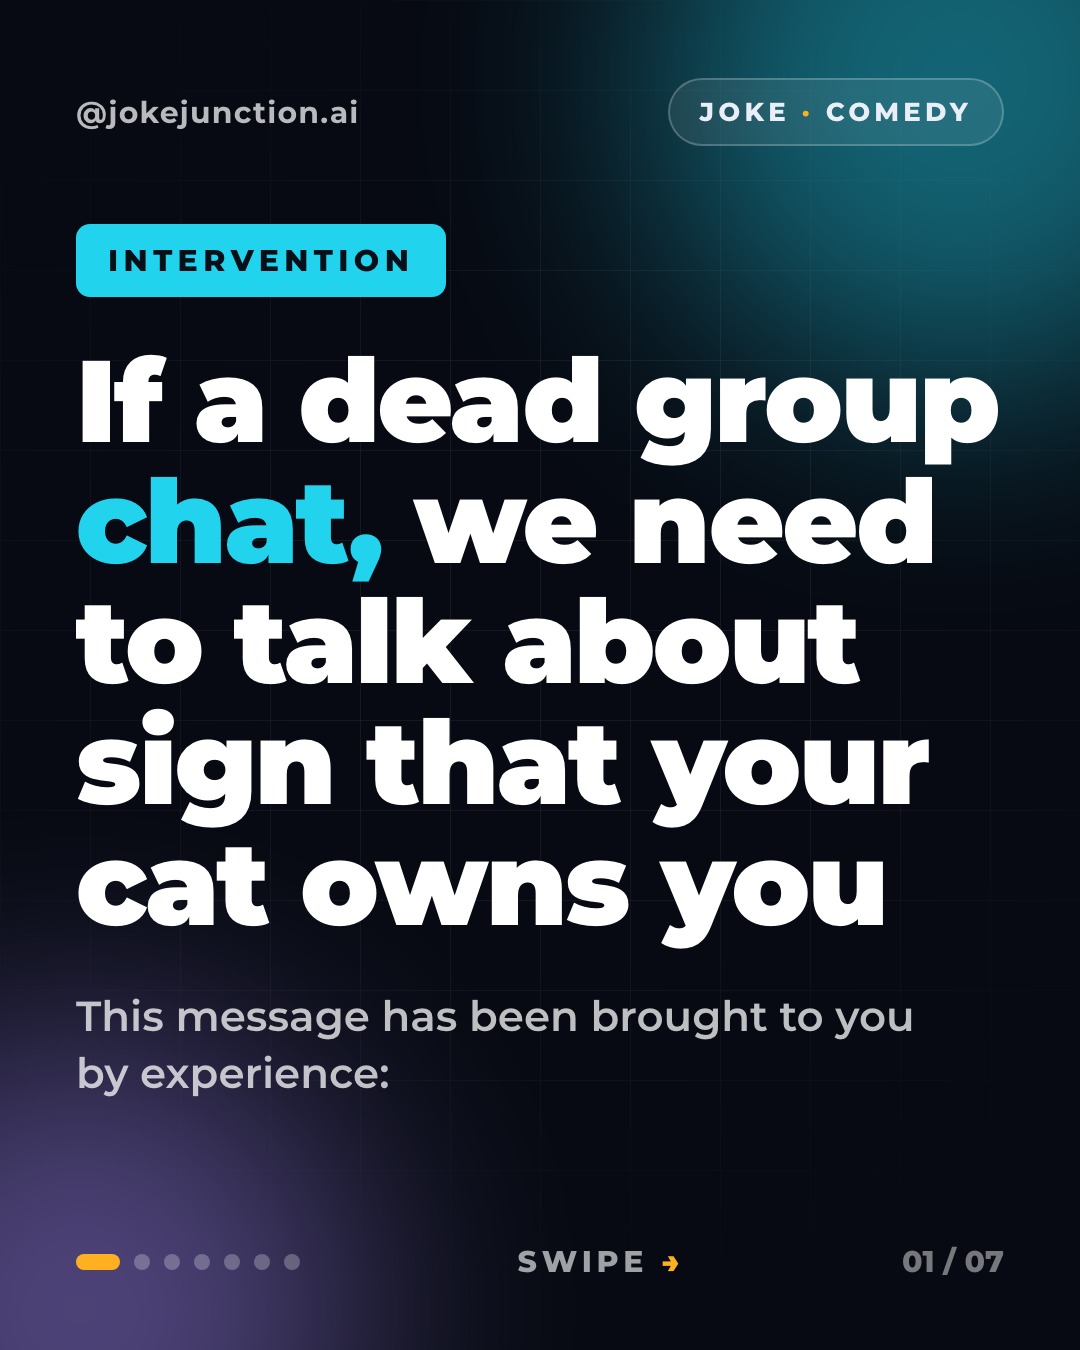 @jokejunction.ai
JOKE · COMEDY
INTERVENTION
If a dead group
chat, we need
to talk about
sign that your
cat owns you
This message has been brought to you
by experience:
SWIPE →
01 / 07